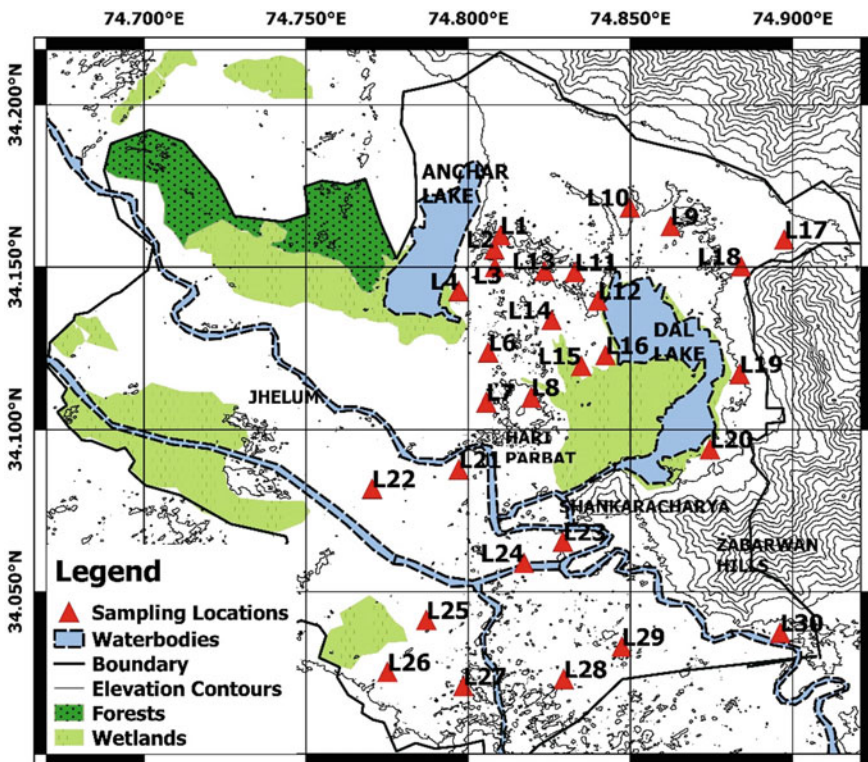 74.700°E 74.750°E 74.800°E 74.850°E 74.900°E
34.200°N
34.150°N
34.100°N
34.050°N
ANCHAR
LAKE
L10
L9
L17
L1
L2
L3
L13
L11
L18
L4
L12
L14
DAL
LAKE
L6
L15
L16
L19
JHELUM
L7
L8
HARI
PARBAT
L20
L21
L22
SHANKARACHARYA
L23
ZABARWAN
HILLS
L24
L25
L26
L27
L28
L29
L30
Legend
Sampling Locations
Waterbodies
Boundary
Elevation Contours
Forests
Wetlands